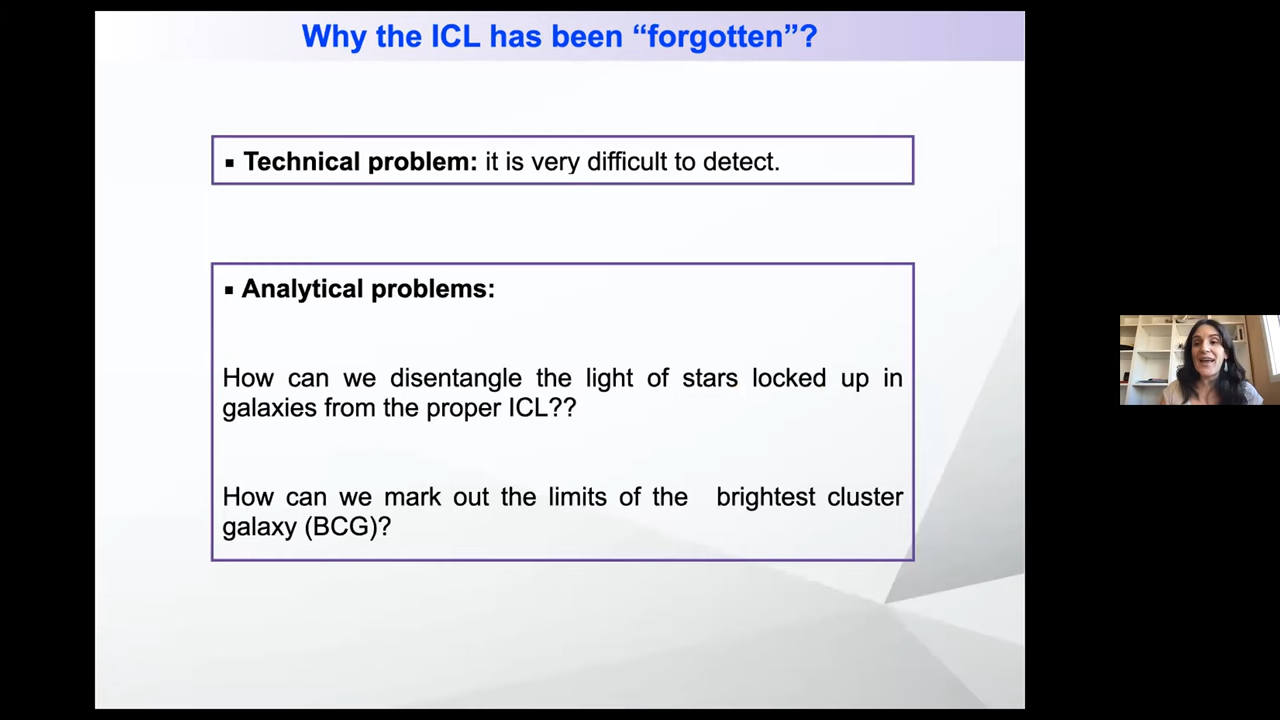 Why the ICL has been “forgotten”?
▪ Technical problem: it is very difficult to detect.
▪ Analytical problems:
How can we disentangle the light of stars locked up in
galaxies from the proper ICL??
How can we mark out the limits of the brightest cluster
galaxy (BCG)?